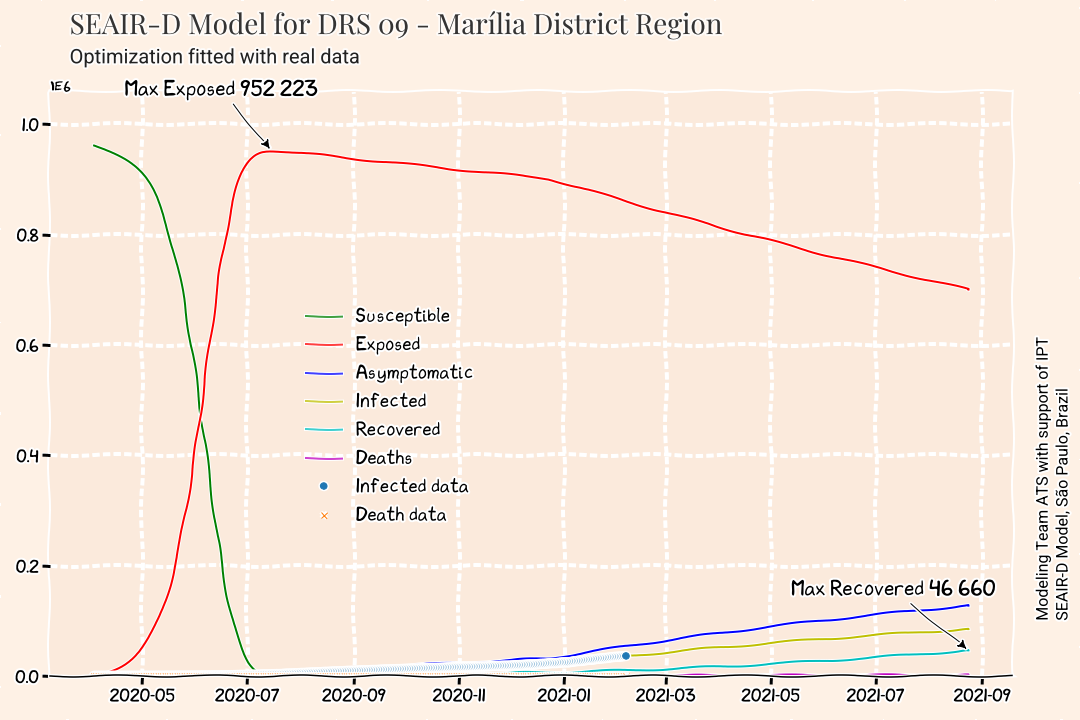 SEAIR-D Model for DRS 09 - Marília District Region
Optimization fitted with real data
1E6
Max Exposed 952 223
1.0
0.8
0.6
0.4
0.2
0.0
Susceptible
Exposed
Asymptomatic
Infected
Recovered
Deaths
Infected data
Death data
Max Recovered 46 660
2020-05
2020-07
2020-09
2020-11
2021-01
2021-03
2021-05
2021-07
2021-09
Modeling Team ATS with support of IPT
SEAIR-D Model, São Paulo, Brazil